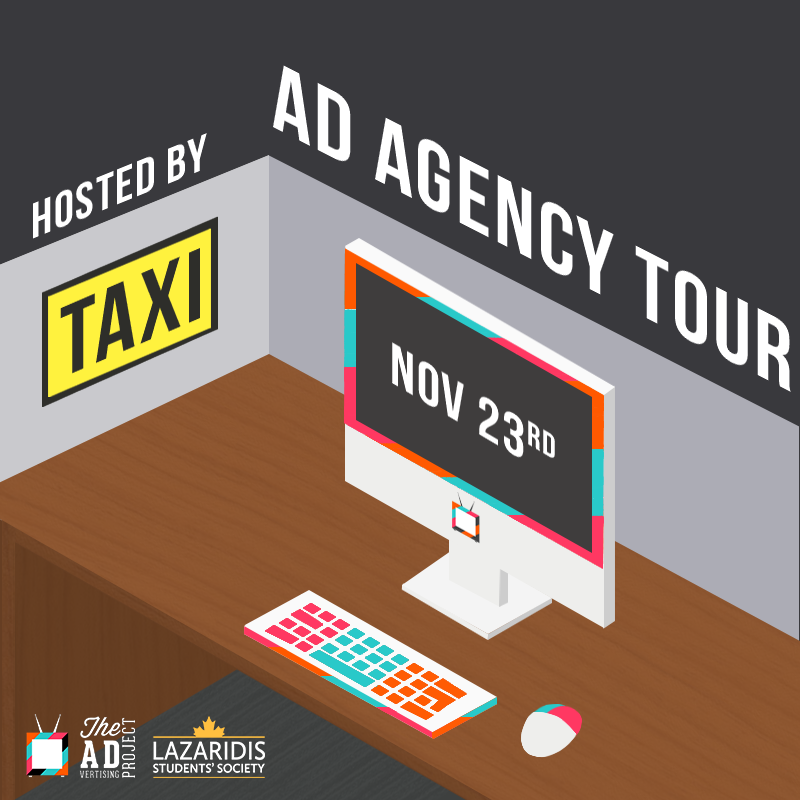 AD AGENCY TOUR
HOSTED BY
TAXI
NOV 23RD
The
AD
VERTISING
PROJECT
LAZARIDIS
STUDENTS' SOCIETY